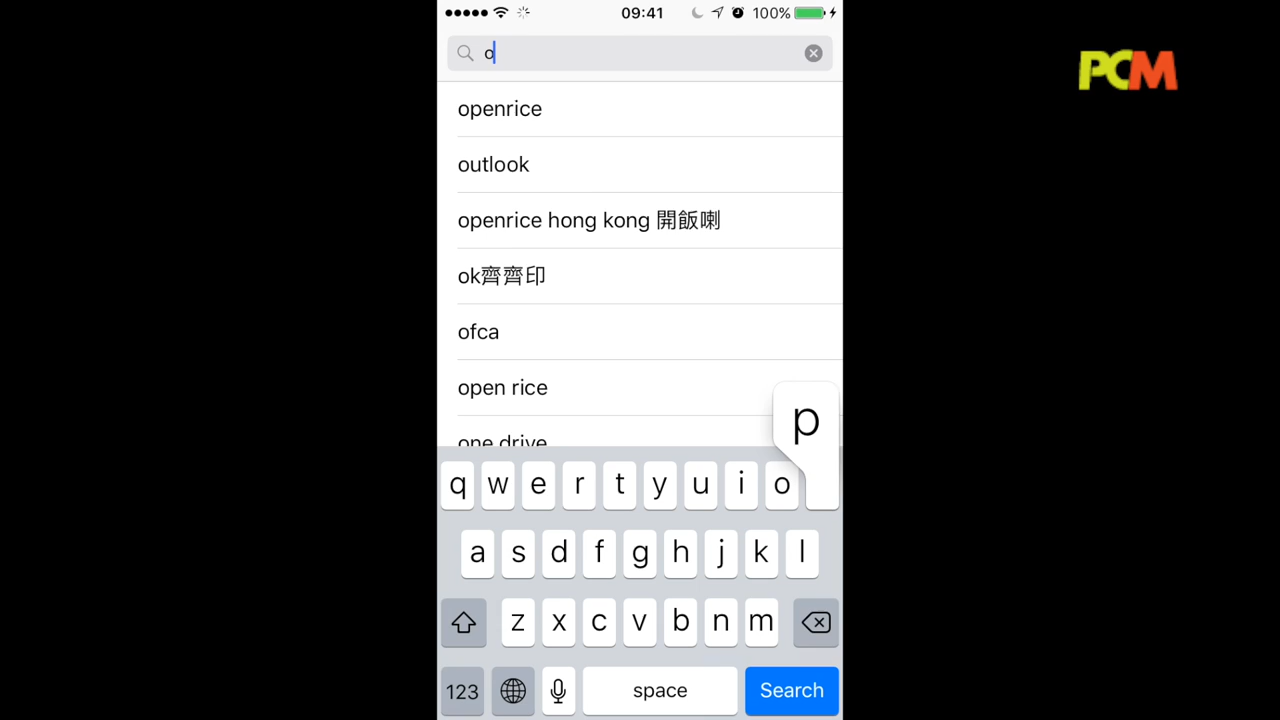 09:41
100%
PCM
o
openrice
outlook
openrice hong kong 開飯喇
ok齊齊印
ofca
open rice
one drive
p
q w e r t y u i o
a s d f g h j k l
z x c v b n m
123 space Search